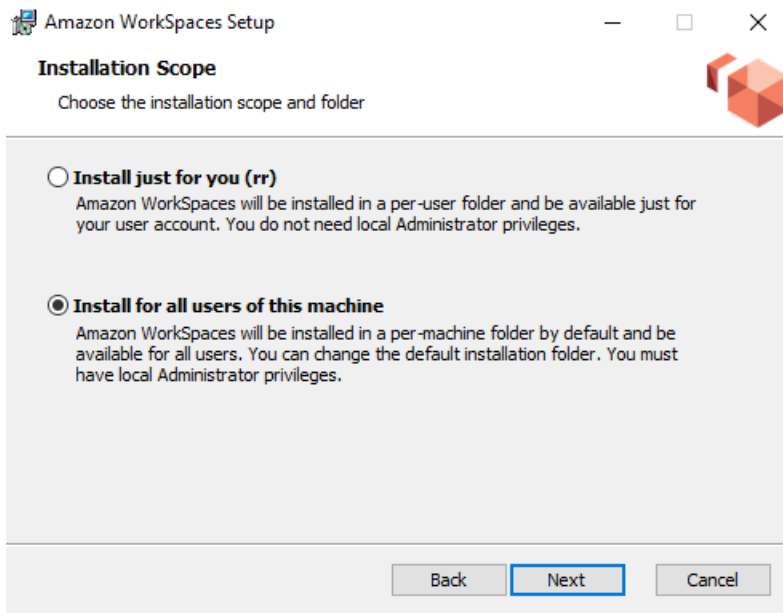 Amazon WorkSpaces Setup
Installation Scope
Choose the installation scope and folder
Install just for you (rr)
Amazon WorkSpaces will be installed in a per-user folder and be available just for
your user account. You do not need local Administrator privileges.
Install for all users of this machine
Amazon WorkSpaces will be installed in a per-machine folder by default and be
available for all users. You can change the default installation folder. You must
have local Administrator privileges.
Back Next Cancel